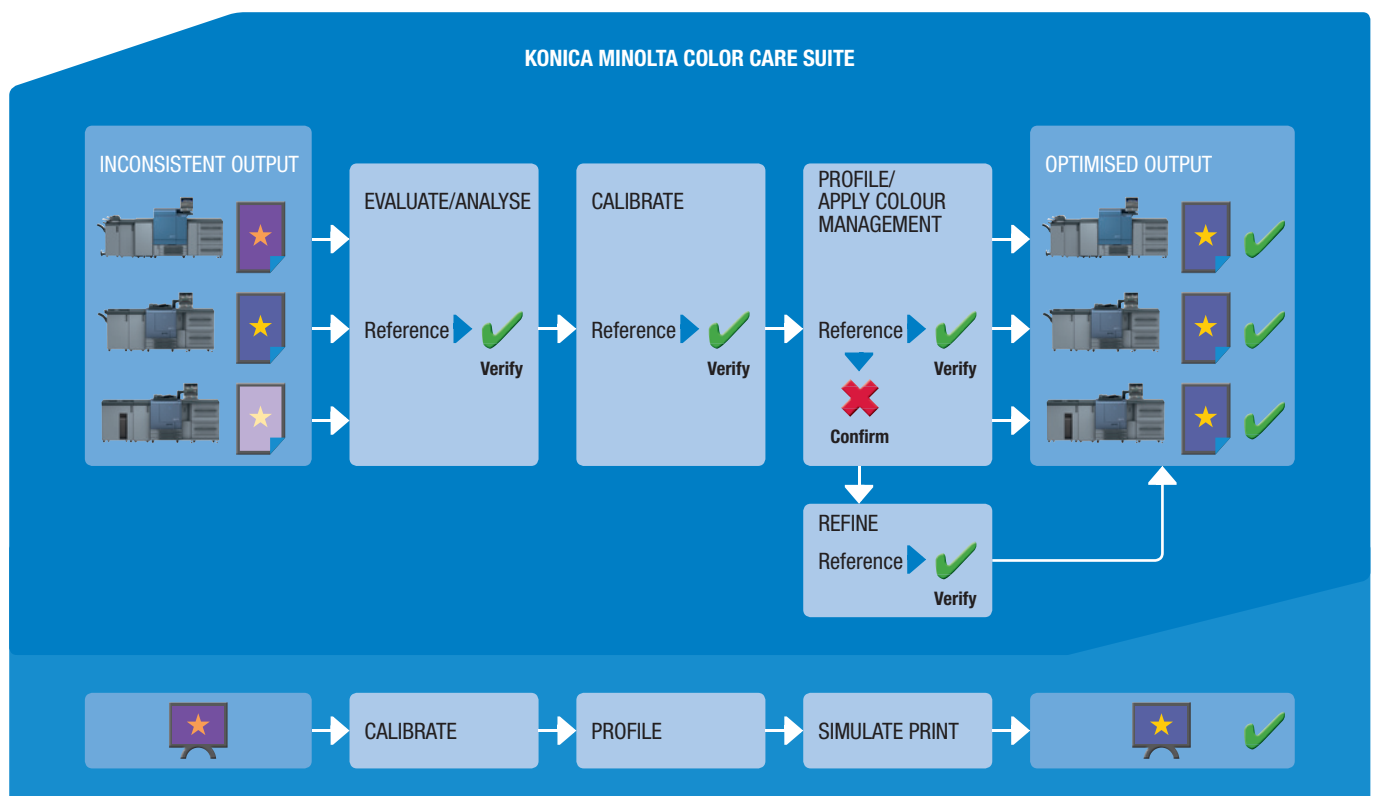 KONICA MINOLTA COLOR CARE SUITE
INCONSISTENT OUTPUT
EVALUATE/ANALYSE
Reference
Verify
CALIBRATE
Reference
Verify
PROFILE/
APPLY COLOUR
MANAGEMENT
Reference
Verify
Confirm
REFINE
Reference
Verify
OPTIMISED OUTPUT
CALIBRATE
PROFILE
SIMULATE PRINT